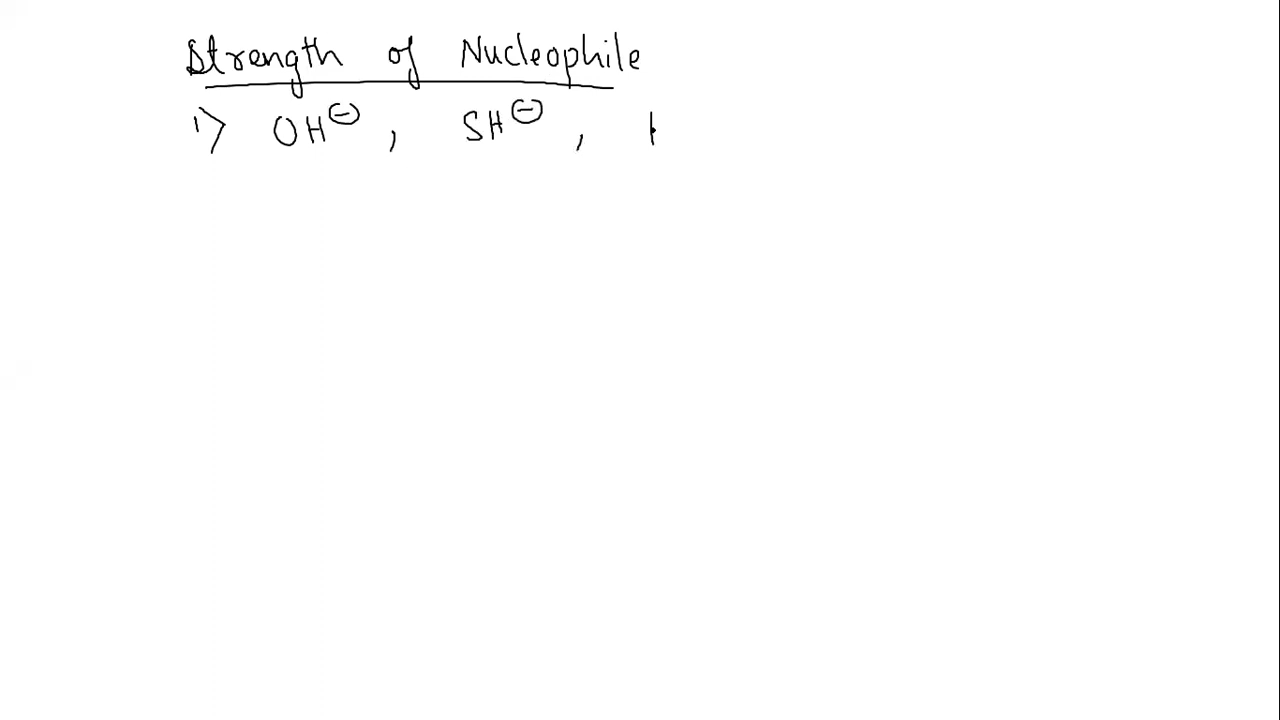 Strength of Nucleophile
1> OH⊖ , SH⊖ ,